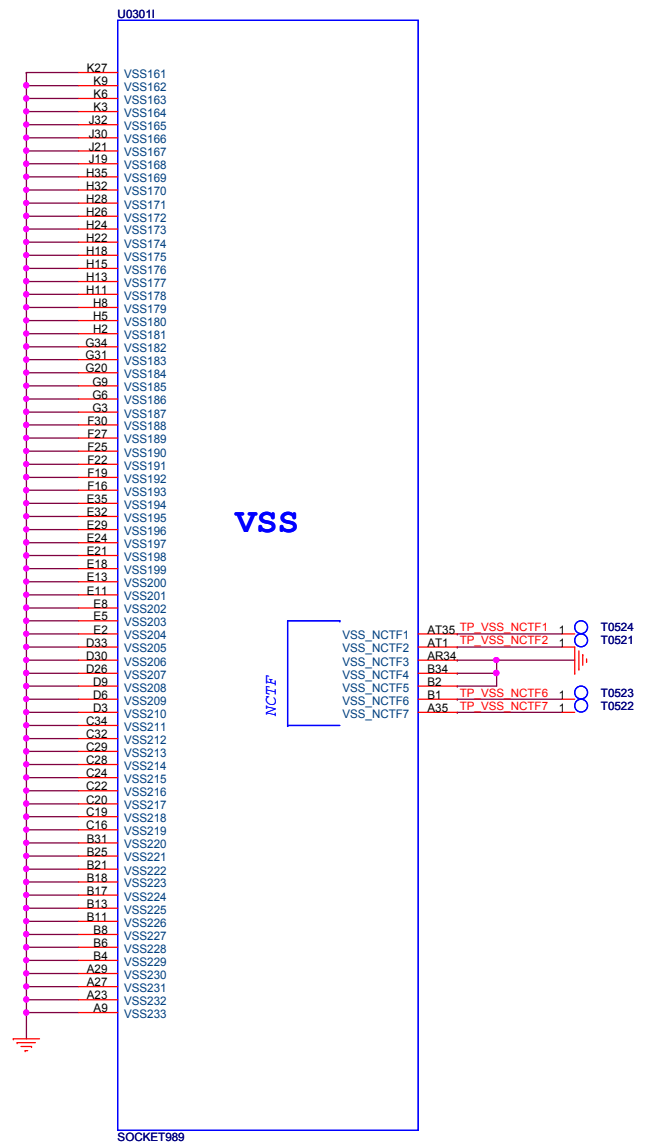 U0301I
K27 VSS161
K9 VSS162
K6 VSS163
K3 VSS164
J32 VSS165
J30 VSS166
J21 VSS167
J19 VSS168
H35 VSS169
H32 VSS170
H28 VSS171
H26 VSS172
H24 VSS173
H22 VSS174
H18 VSS175
H15 VSS176
H13 VSS177
H11 VSS178
H8 VSS179
H5 VSS180
H2 VSS181
G34 VSS182
G31 VSS183
G20 VSS184
G9 VSS185
G6 VSS186
G3 VSS187
F30 VSS188
F27 VSS189
F25 VSS190
F22 VSS191
F19 VSS192
F16 VSS193
E35 VSS194
E32 VSS195
E29 VSS196
E24 VSS197
E21 VSS198
E18 VSS199
E13 VSS200
E11 VSS201
E8 VSS202
E5 VSS203
E2 VSS204
D33 VSS205
D30 VSS206
D26 VSS207
D9 VSS208
D6 VSS209
D3 VSS210
C34 VSS211
C32 VSS212
C29 VSS213
C28 VSS214
C24 VSS215
C22 VSS216
C20 VSS217
C19 VSS218
C16 VSS219
B31 VSS220
B25 VSS221
B21 VSS222
B18 VSS223
B17 VSS224
B13 VSS225
B11 VSS226
B8 VSS227
B6 VSS228
B4 VSS229
A29 VSS230
A27 VSS231
A23 VSS232
A9 VSS233
VSS
NCTF
VSS_NCTF1 AT35 TP_VSS_NCTF1 1 T0524
VSS_NCTF2 AT1 TP_VSS_NCTF2 1 T0521
VSS_NCTF3 AR34
VSS_NCTF4 B34
VSS_NCTF5 B2
VSS_NCTF6 B1 TP_VSS_NCTF6 1 T0523
VSS_NCTF7 A35 TP_VSS_NCTF7 1 T0522
SOCKET989